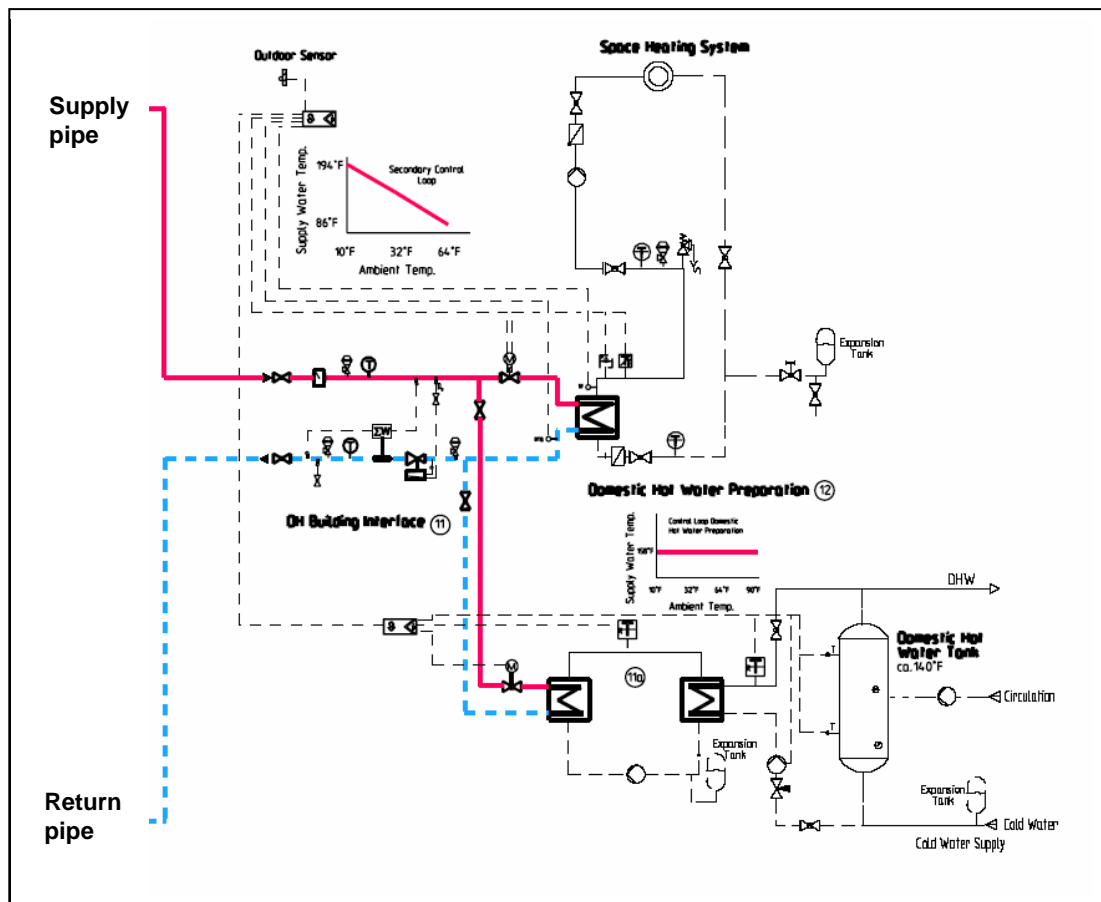 Outdoor Sensor
Space Heating System
Supply
pipe
Supply Water Temp.
194°F
86°F
Secondary Control
Loop
10°F 32°F 64°F
Ambient Temp.
M
T
Expansion
Tank
ΣW
T
T
T
DH Building Interface 11
Domestic Hot Water Preparation 12
Supply Water Temp.
Control Loop Domestic
Hot Water Preparation
158°F
10°F 32°F 64°F 90°F
Ambient Temp.
DHW
Domestic Hot
Water Tank
ca. 140°F
M
11a
T
T
Circulation
Expansion
Tank
Return
pipe
Expansion
Tank
Cold Water
Cold Water Supply